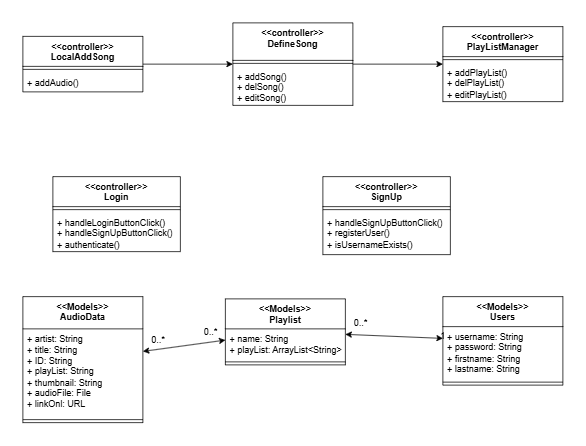 <<controller>>
LocalAddSong
+ addAudio()
<<controller>>
DefineSong
+ addSong()
+ delSong()
+ editSong()
<<controller>>
PlayListManager
+ addPlayList()
+ delPlayList()
+ editPlayList()
<<controller>>
Login
+ handleLoginButtonClick()
+ handleSignUpButtonClick()
+ authenticate()
<<controller>>
SignUp
+ handleSignUpButtonClick()
+ registerUser()
+ isUsernameExists()
<<Models>>
AudioData
+ artist: String
+ title: String
+ ID: String
+ playList: String
+ thumbnail: String
+ audioFile: File
+ linkOnl: URL
0..*
0..*
<<Models>>
Playlist
+ name: String
+ playList: ArrayList<String>
0..*
1
<<Models>>
Users
+ username: String
+ password: String
+ firstname: String
+ lastname: String